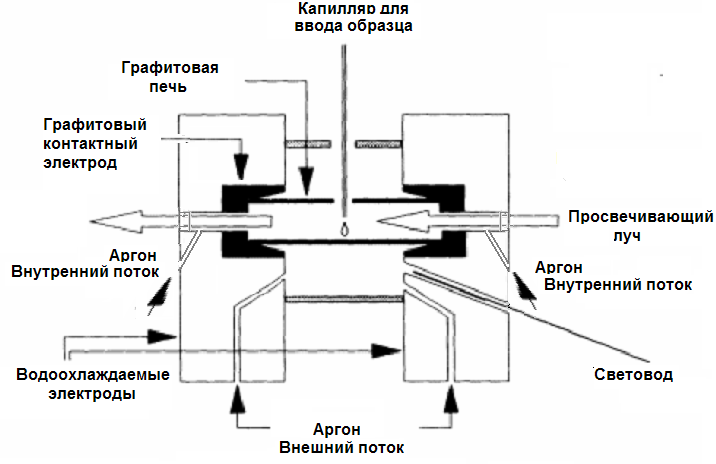 Капилляр для
ввода образца
Графитовая
печь
Графитовый
контактный
электрод
Просвечивающий
луч
Аргон
Внутренний поток
Аргон
Внутренний поток
Водоохлаждаемые
электроды
Световод
Аргон
Внешний поток